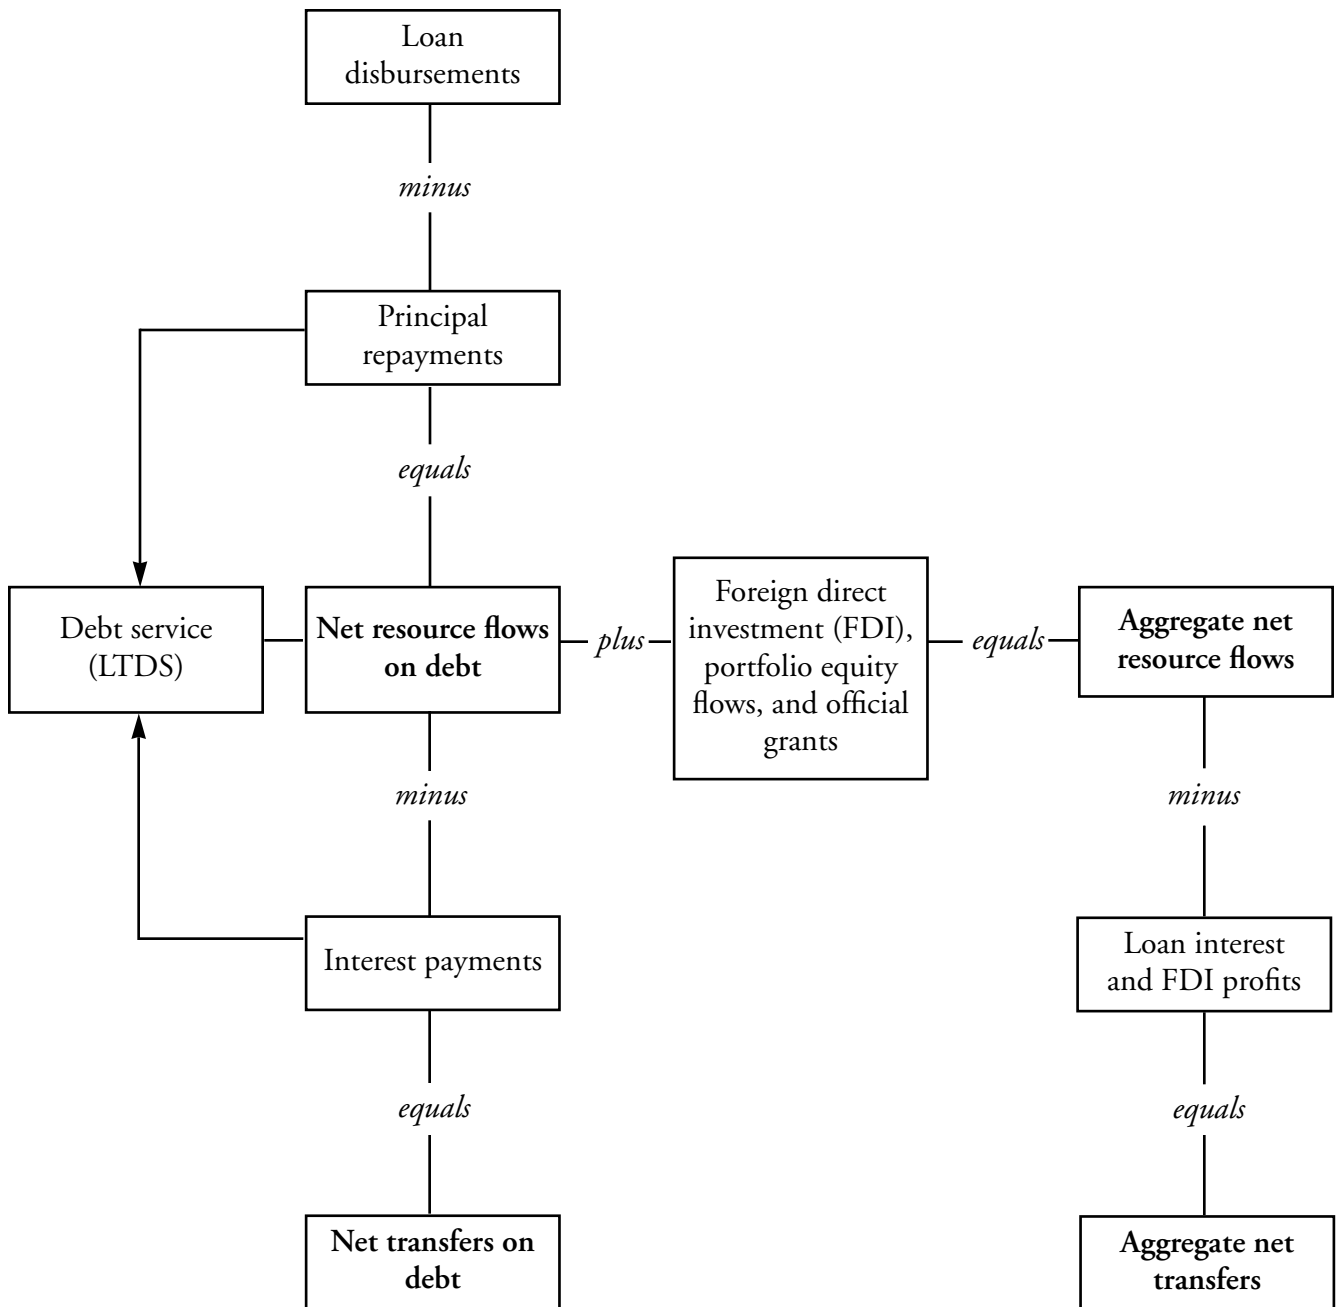 Loan
disbursements
minus
Principal
repayments
equals
Debt service
(LTDS)
Net resource flows
on debt
plus
Foreign direct
investment (FDI),
portfolio equity
flows, and official
grants
equals
Aggregate net
resource flows
minus
minus
Interest payments
Loan interest
and FDI profits
equals
equals
Net transfers on
debt
Aggregate net
transfers